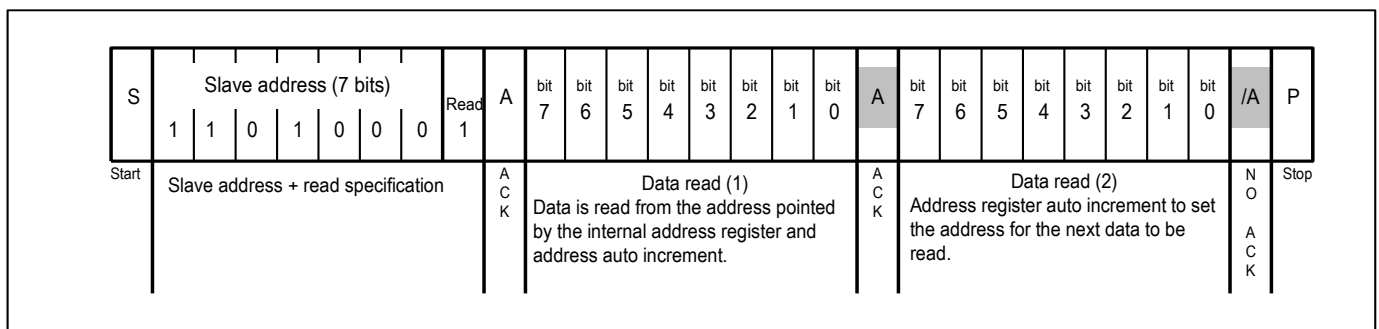 S Slave address (7 bits) Read A bit bit bit bit bit bit bit bit A bit bit bit bit bit bit bit bit /A P
1 1 0 1 0 0 0 1 7 6 5 4 3 2 1 0 7 6 5 4 3 2 1 0
Start
Slave address + read specification
ACK
Data read (1)
Data is read from the address pointed
by the internal address register and
address auto increment.
ACK
Data read (2)
Address register auto increment to set
the address for the next data to be
read.
NO ACK
Stop